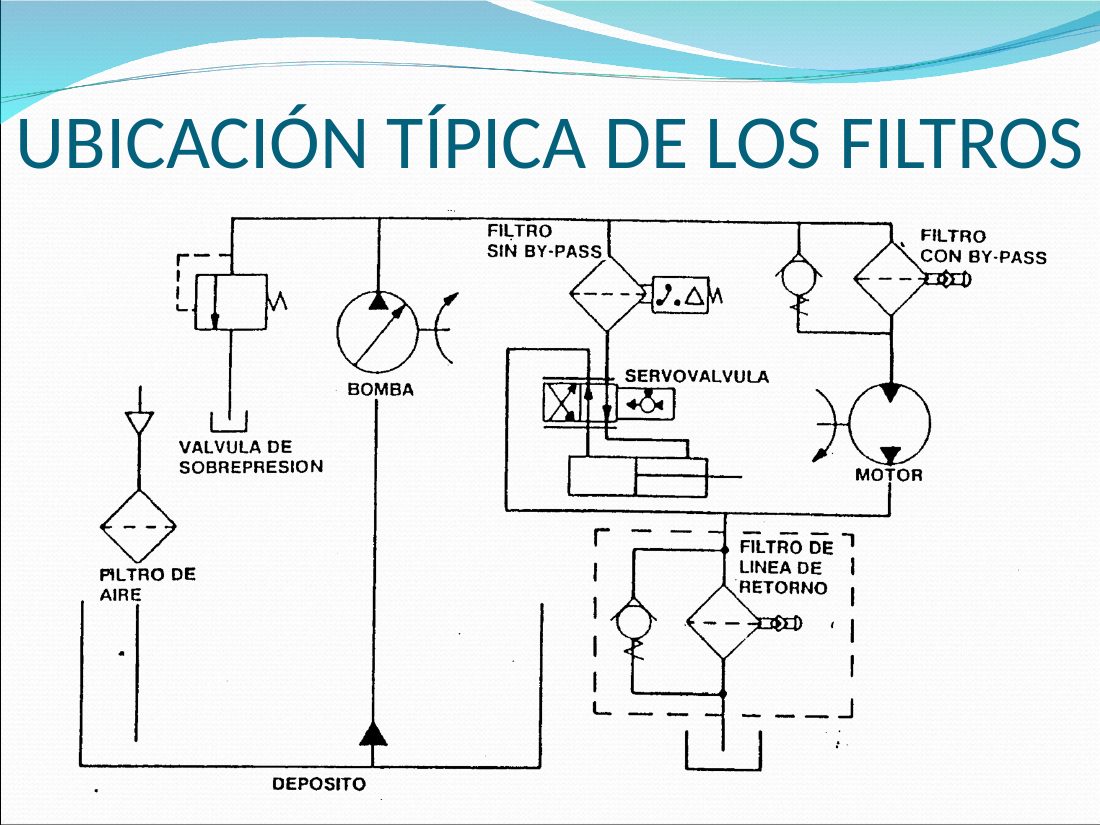 UBICACIÓN TÍPICA DE LOS FILTROS
FILTRO
SIN BY-PASS
FILTRO
CON BY-PASS
BOMBA
SERVOVALVULA
VALVULA DE
SOBREPRESION
MOTOR
FILTRO DE
LINEA DE
RETORNO
FILTRO DE
AIRE
DEPOSITO